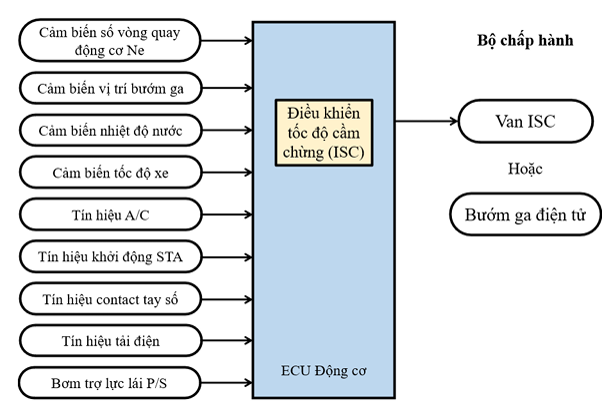 Cảm biến số vòng quay
động cơ Ne
Cảm biến vị trí bướm ga
Cảm biến nhiệt độ nước
Cảm biến tốc độ xe
Tín hiệu A/C
Tín hiệu khởi động STA
Tín hiệu contact tay số
Tín hiệu tải điện
Bơm trợ lực lái P/S
Điều khiển
tốc độ cầm
chừng (ISC)
ECU Động cơ
Bộ chấp hành
Van ISC
Hoặc
Bướm ga điện tử